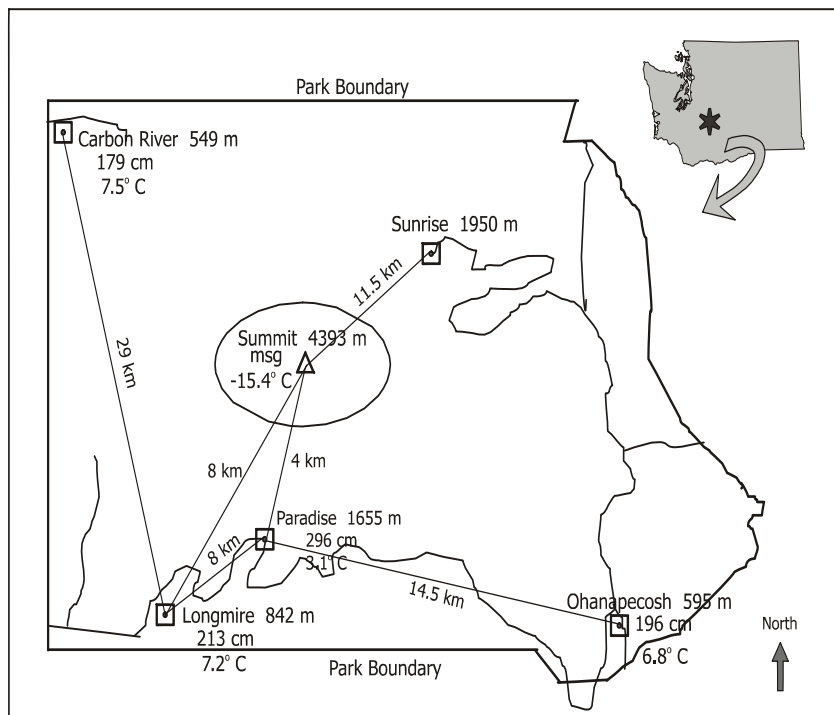 Park Boundary
Carbon River 549 m
179 cm
7.5° C
Sunrise 1950 m
11.5 km
Summit 4393 m
msg
-15.4° C
29 km
8 km
4 km
Paradise 1655 m
296 cm
3.1° C
8 km
14.5 km
Longmire 842 m
213 cm
7.2° C
Ohanapecosh 595 m
196 cm
6.8° C
North
Park Boundary